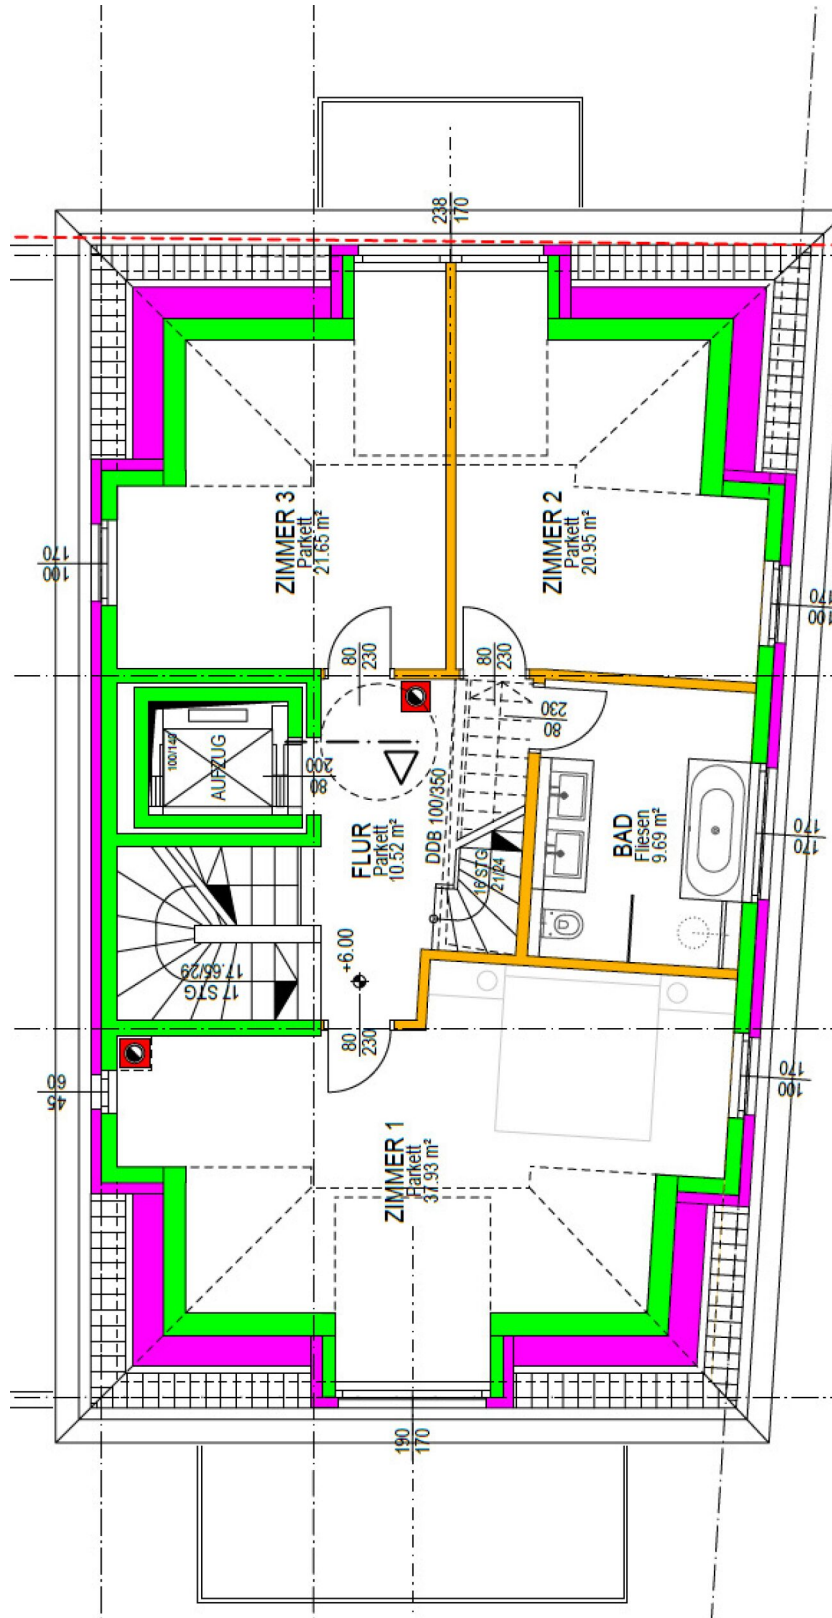 238
170
ZIMMER 3
Parkett
21.65 m²
ZIMMER 2
Parkett
20.95 m²
170
100
170
100
80
230
80
230
80
230
100/140
AUFZUG
80
200
DDB 100/350
FLUR
Parkett
10.52 m²
BAD
Fliesen
9.69 m²
170
170
16 STG
21/24
+6.00
17 STG
17.65/29
80
230
60
45
170
100
ZIMMER 1
Parkett
37.93 m²
190
170